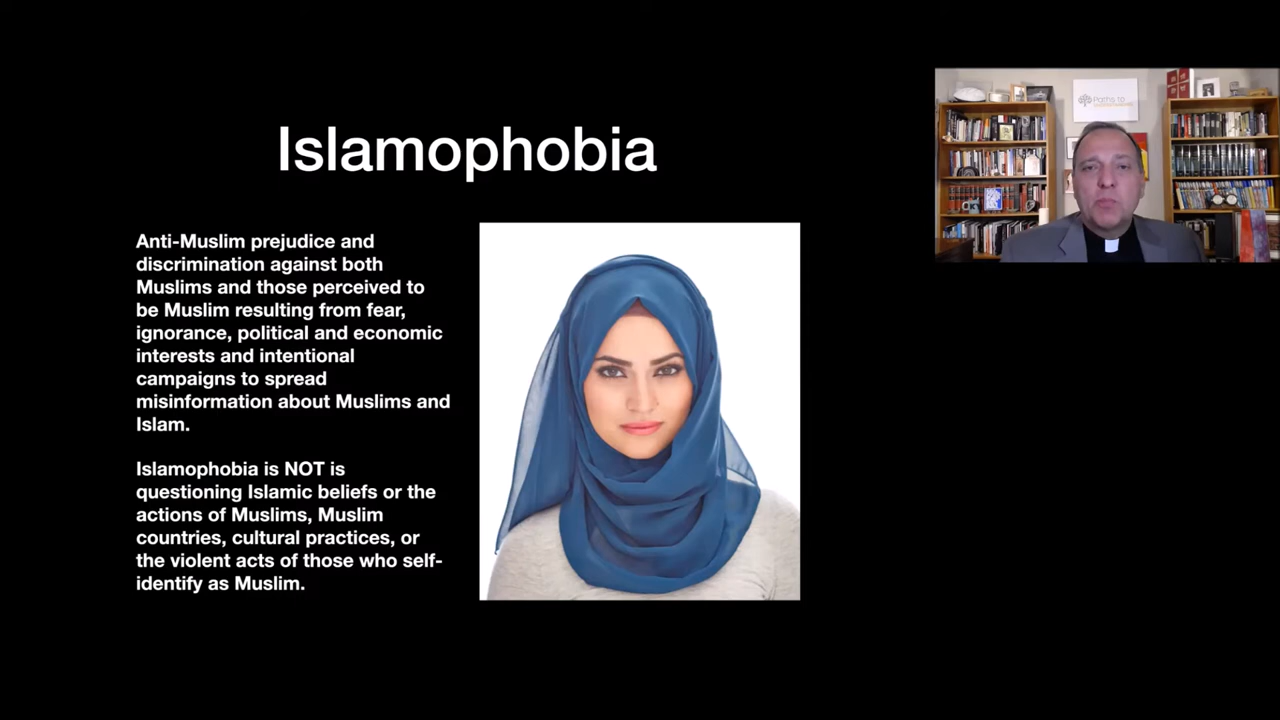 Islamophobia
Anti-Muslim prejudice and
discrimination against both
Muslims and those perceived to
be Muslim resulting from fear,
ignorance, political and economic
interests and intentional
campaigns to spread
misinformation about Muslims and
Islam.
Islamophobia is NOT is
questioning Islamic beliefs or the
actions of Muslims, Muslim
countries, cultural practices, or
the violent acts of those who self-
identify as Muslim.
Paths to